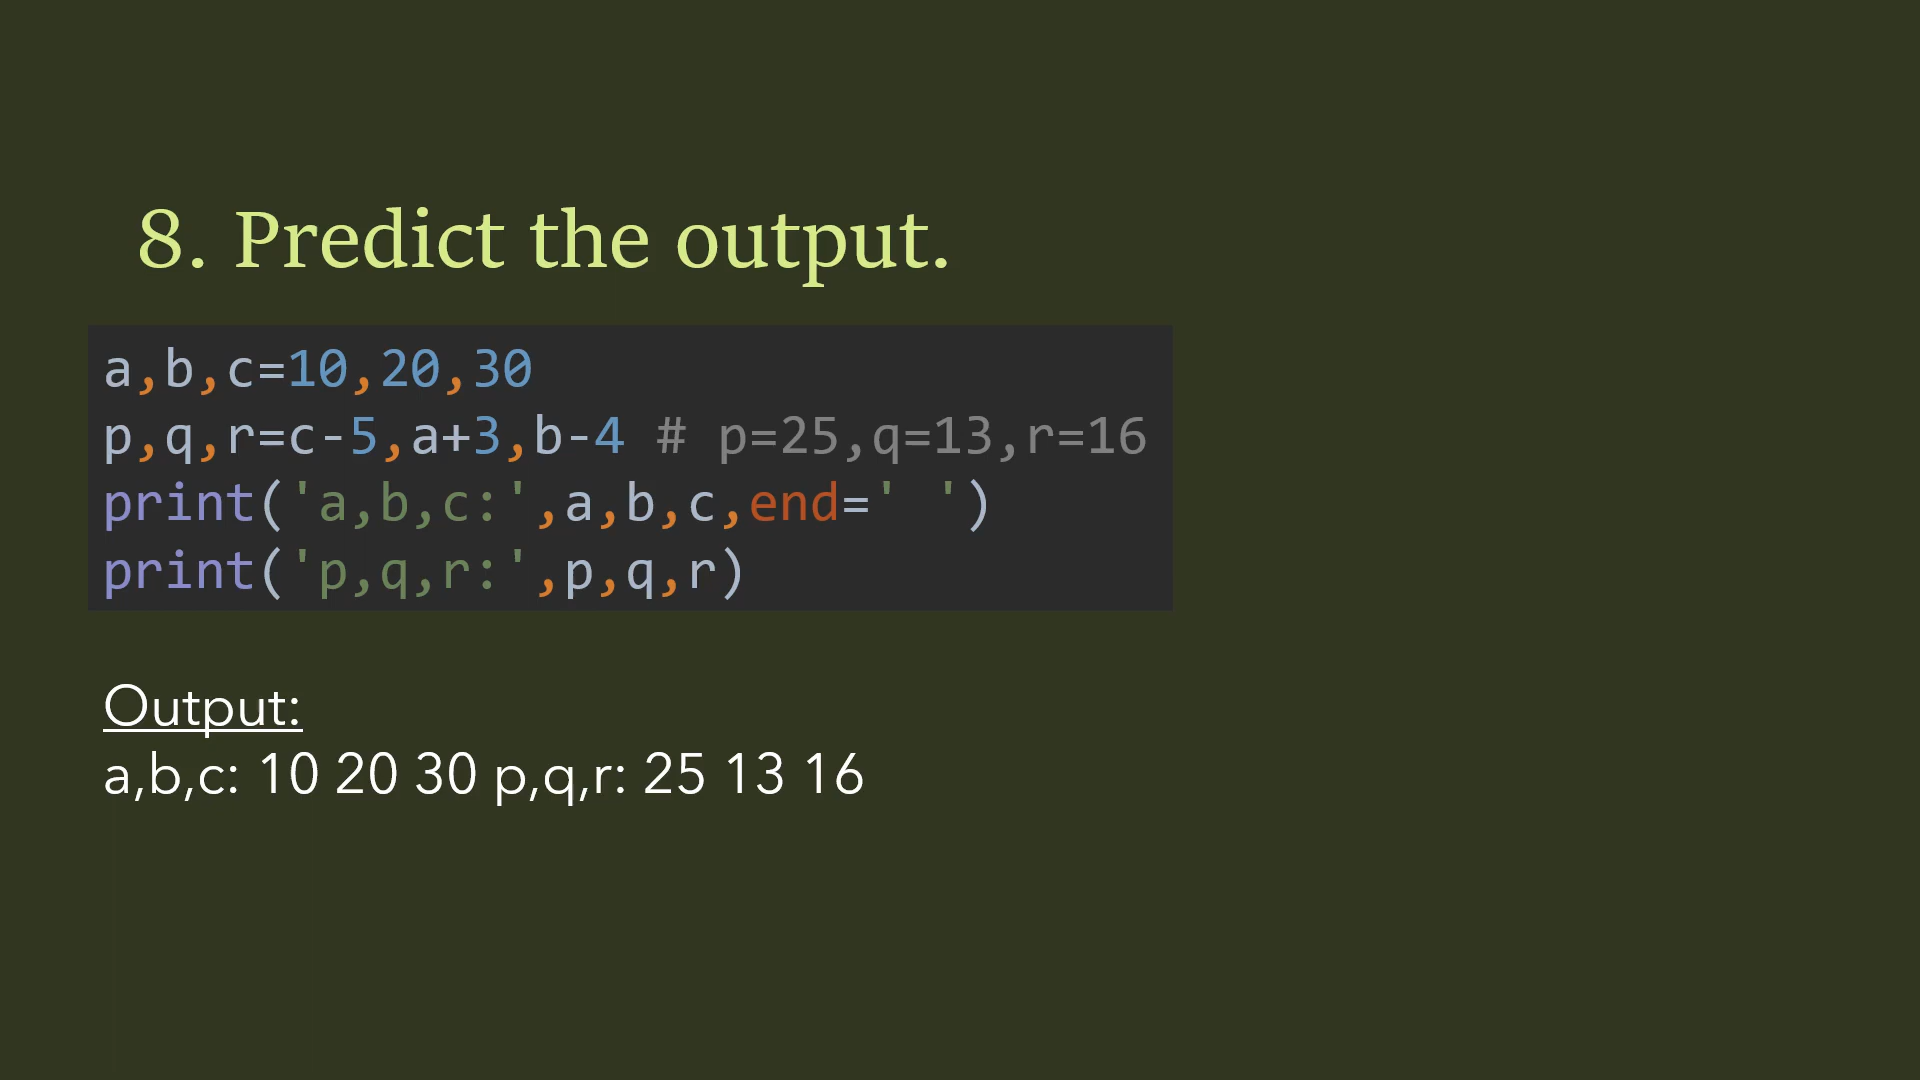 8. Predict the output.
a,b,c=10,20,30
p,q,r=c-5,a+3,b-4 # p=25,q=13,r=16
print('a,b,c:',a,b,c,end=' ')
print('p,q,r:',p,q,r)
Output:
a,b,c: 10 20 30 p,q,r: 25 13 16